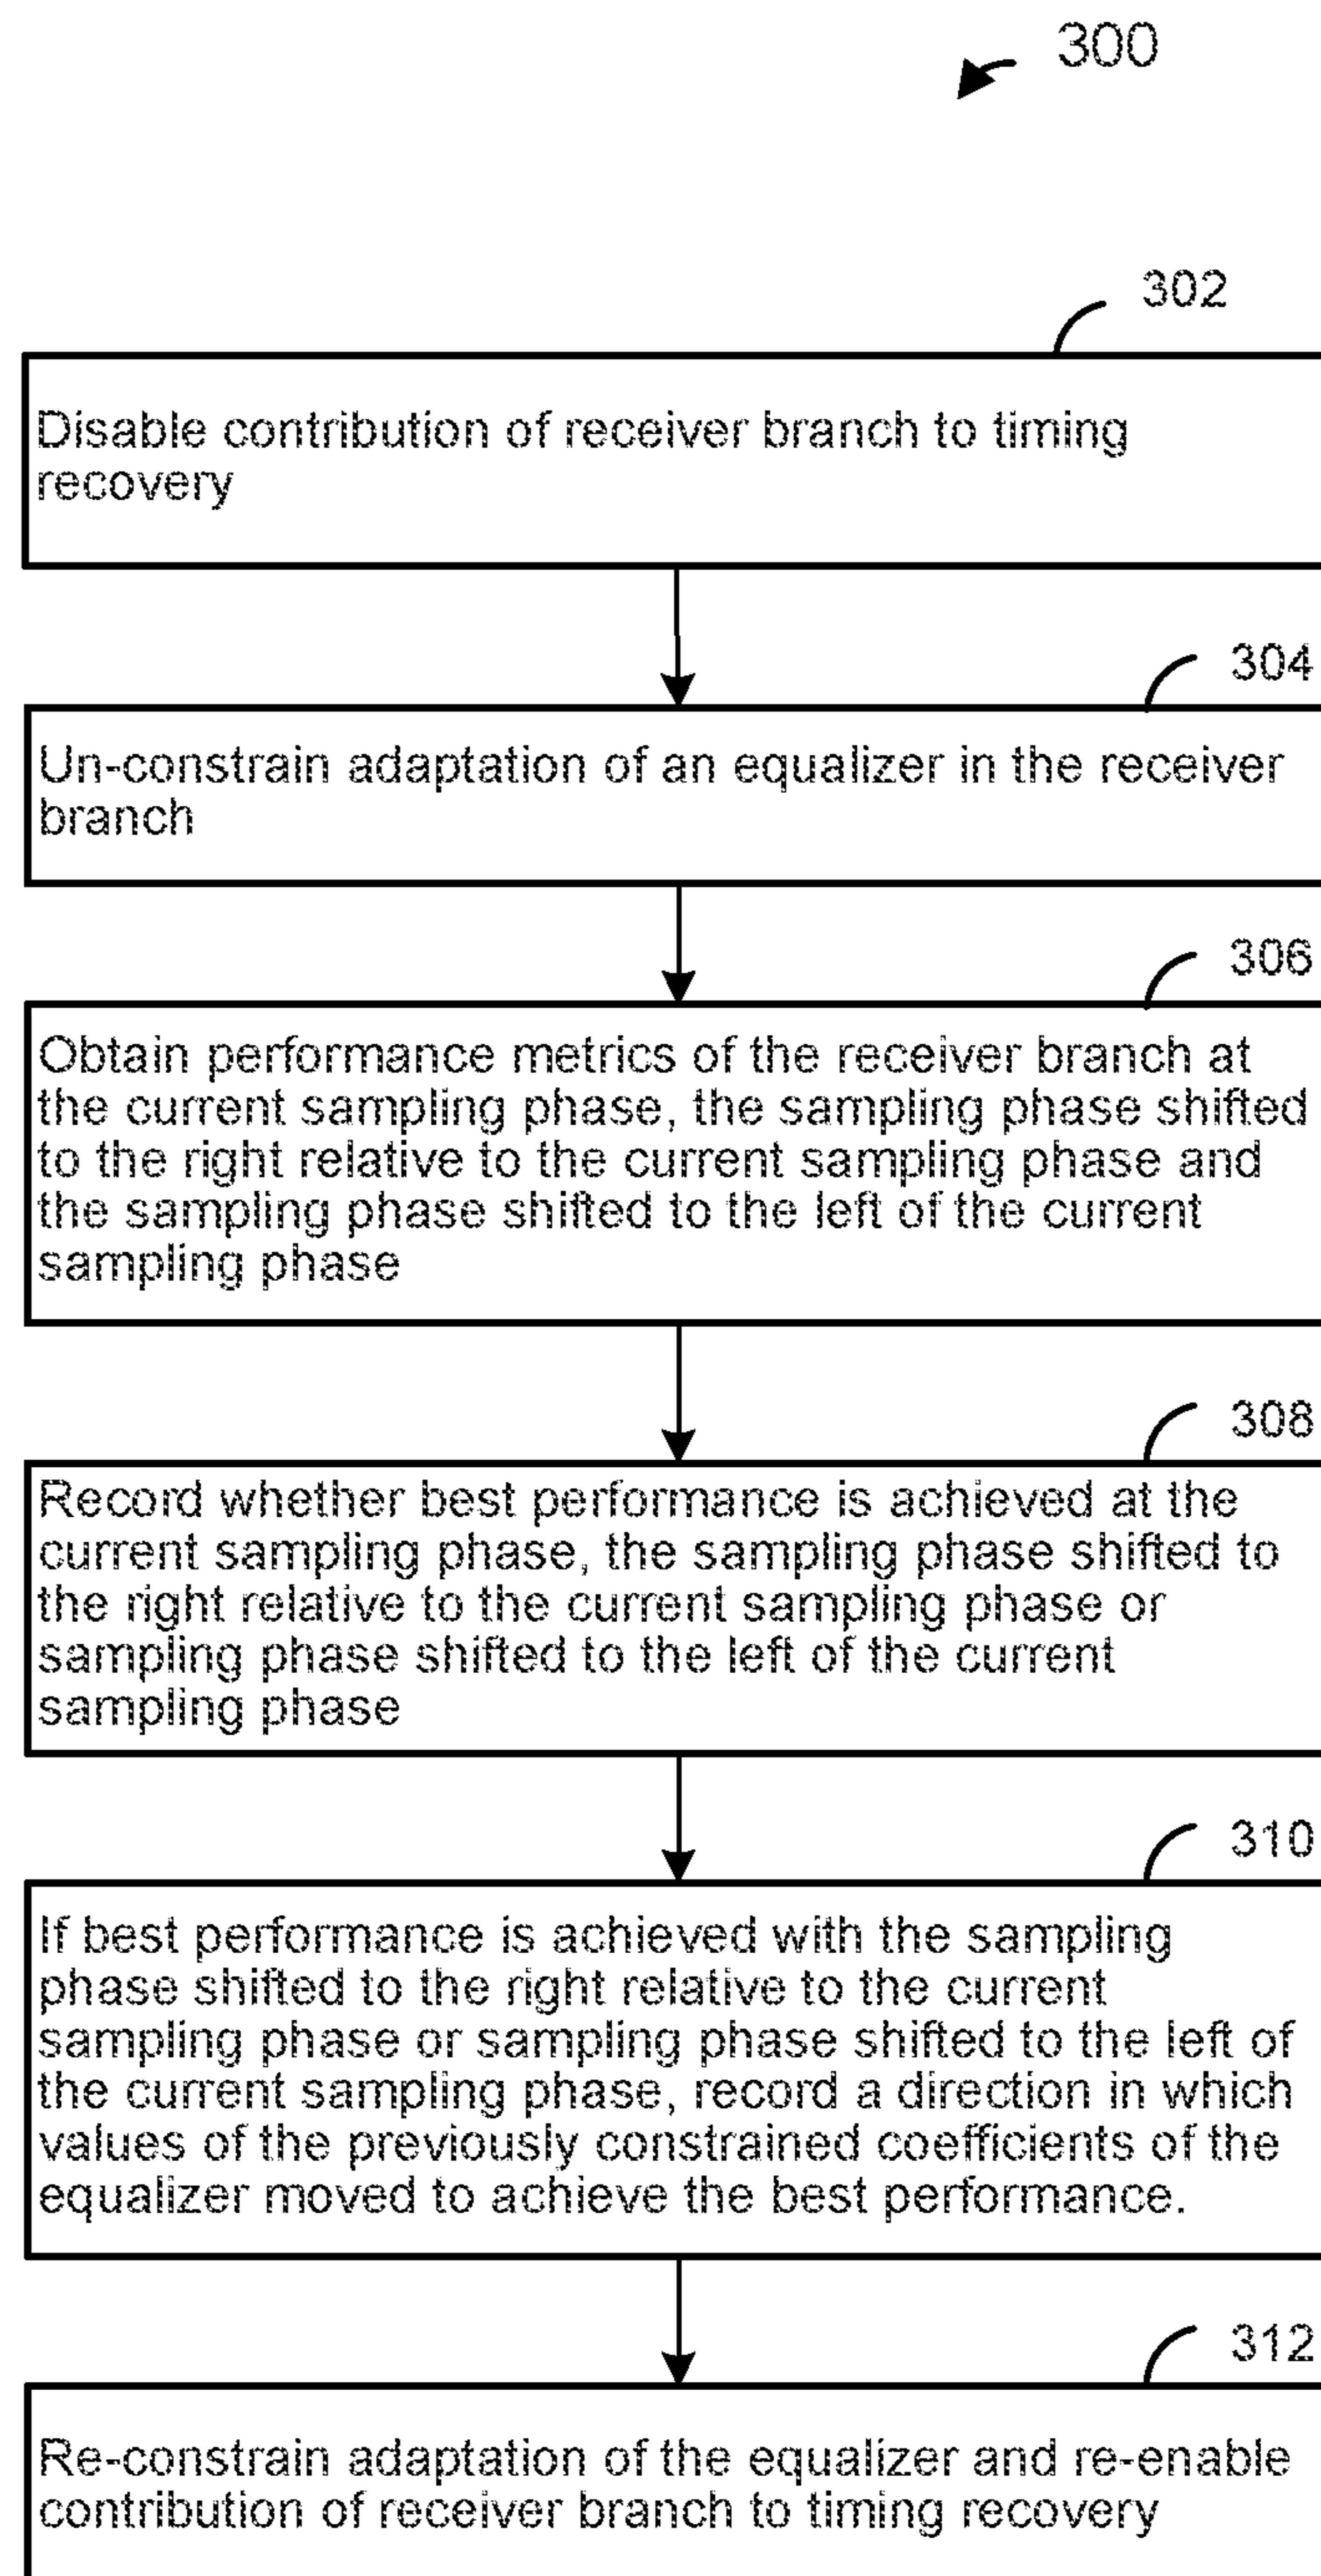 300
302
Disable contribution of receiver branch to timing
recovery
304
Un-constrain adaptation of an equalizer in the receiver
branch
306
Obtain performance metrics of the receiver branch at
the current sampling phase, the sampling phase shifted
to the right relative to the current sampling phase and
the sampling phase shifted to the left of the current
sampling phase
308
Record whether best performance is achieved at the
current sampling phase, the sampling phase shifted to
the right relative to the current sampling phase or
sampling phase shifted to the left of the current
sampling phase
310
If best performance is achieved with the sampling
phase shifted to the right relative to the current
sampling phase or sampling phase shifted to the left of
the current sampling phase, record a direction in which
values of the previously constrained coefficients of the
equalizer moved to achieve the best performance.
312
Re-constrain adaptation of the equalizer and re-enable
contribution of receiver branch to timing recovery